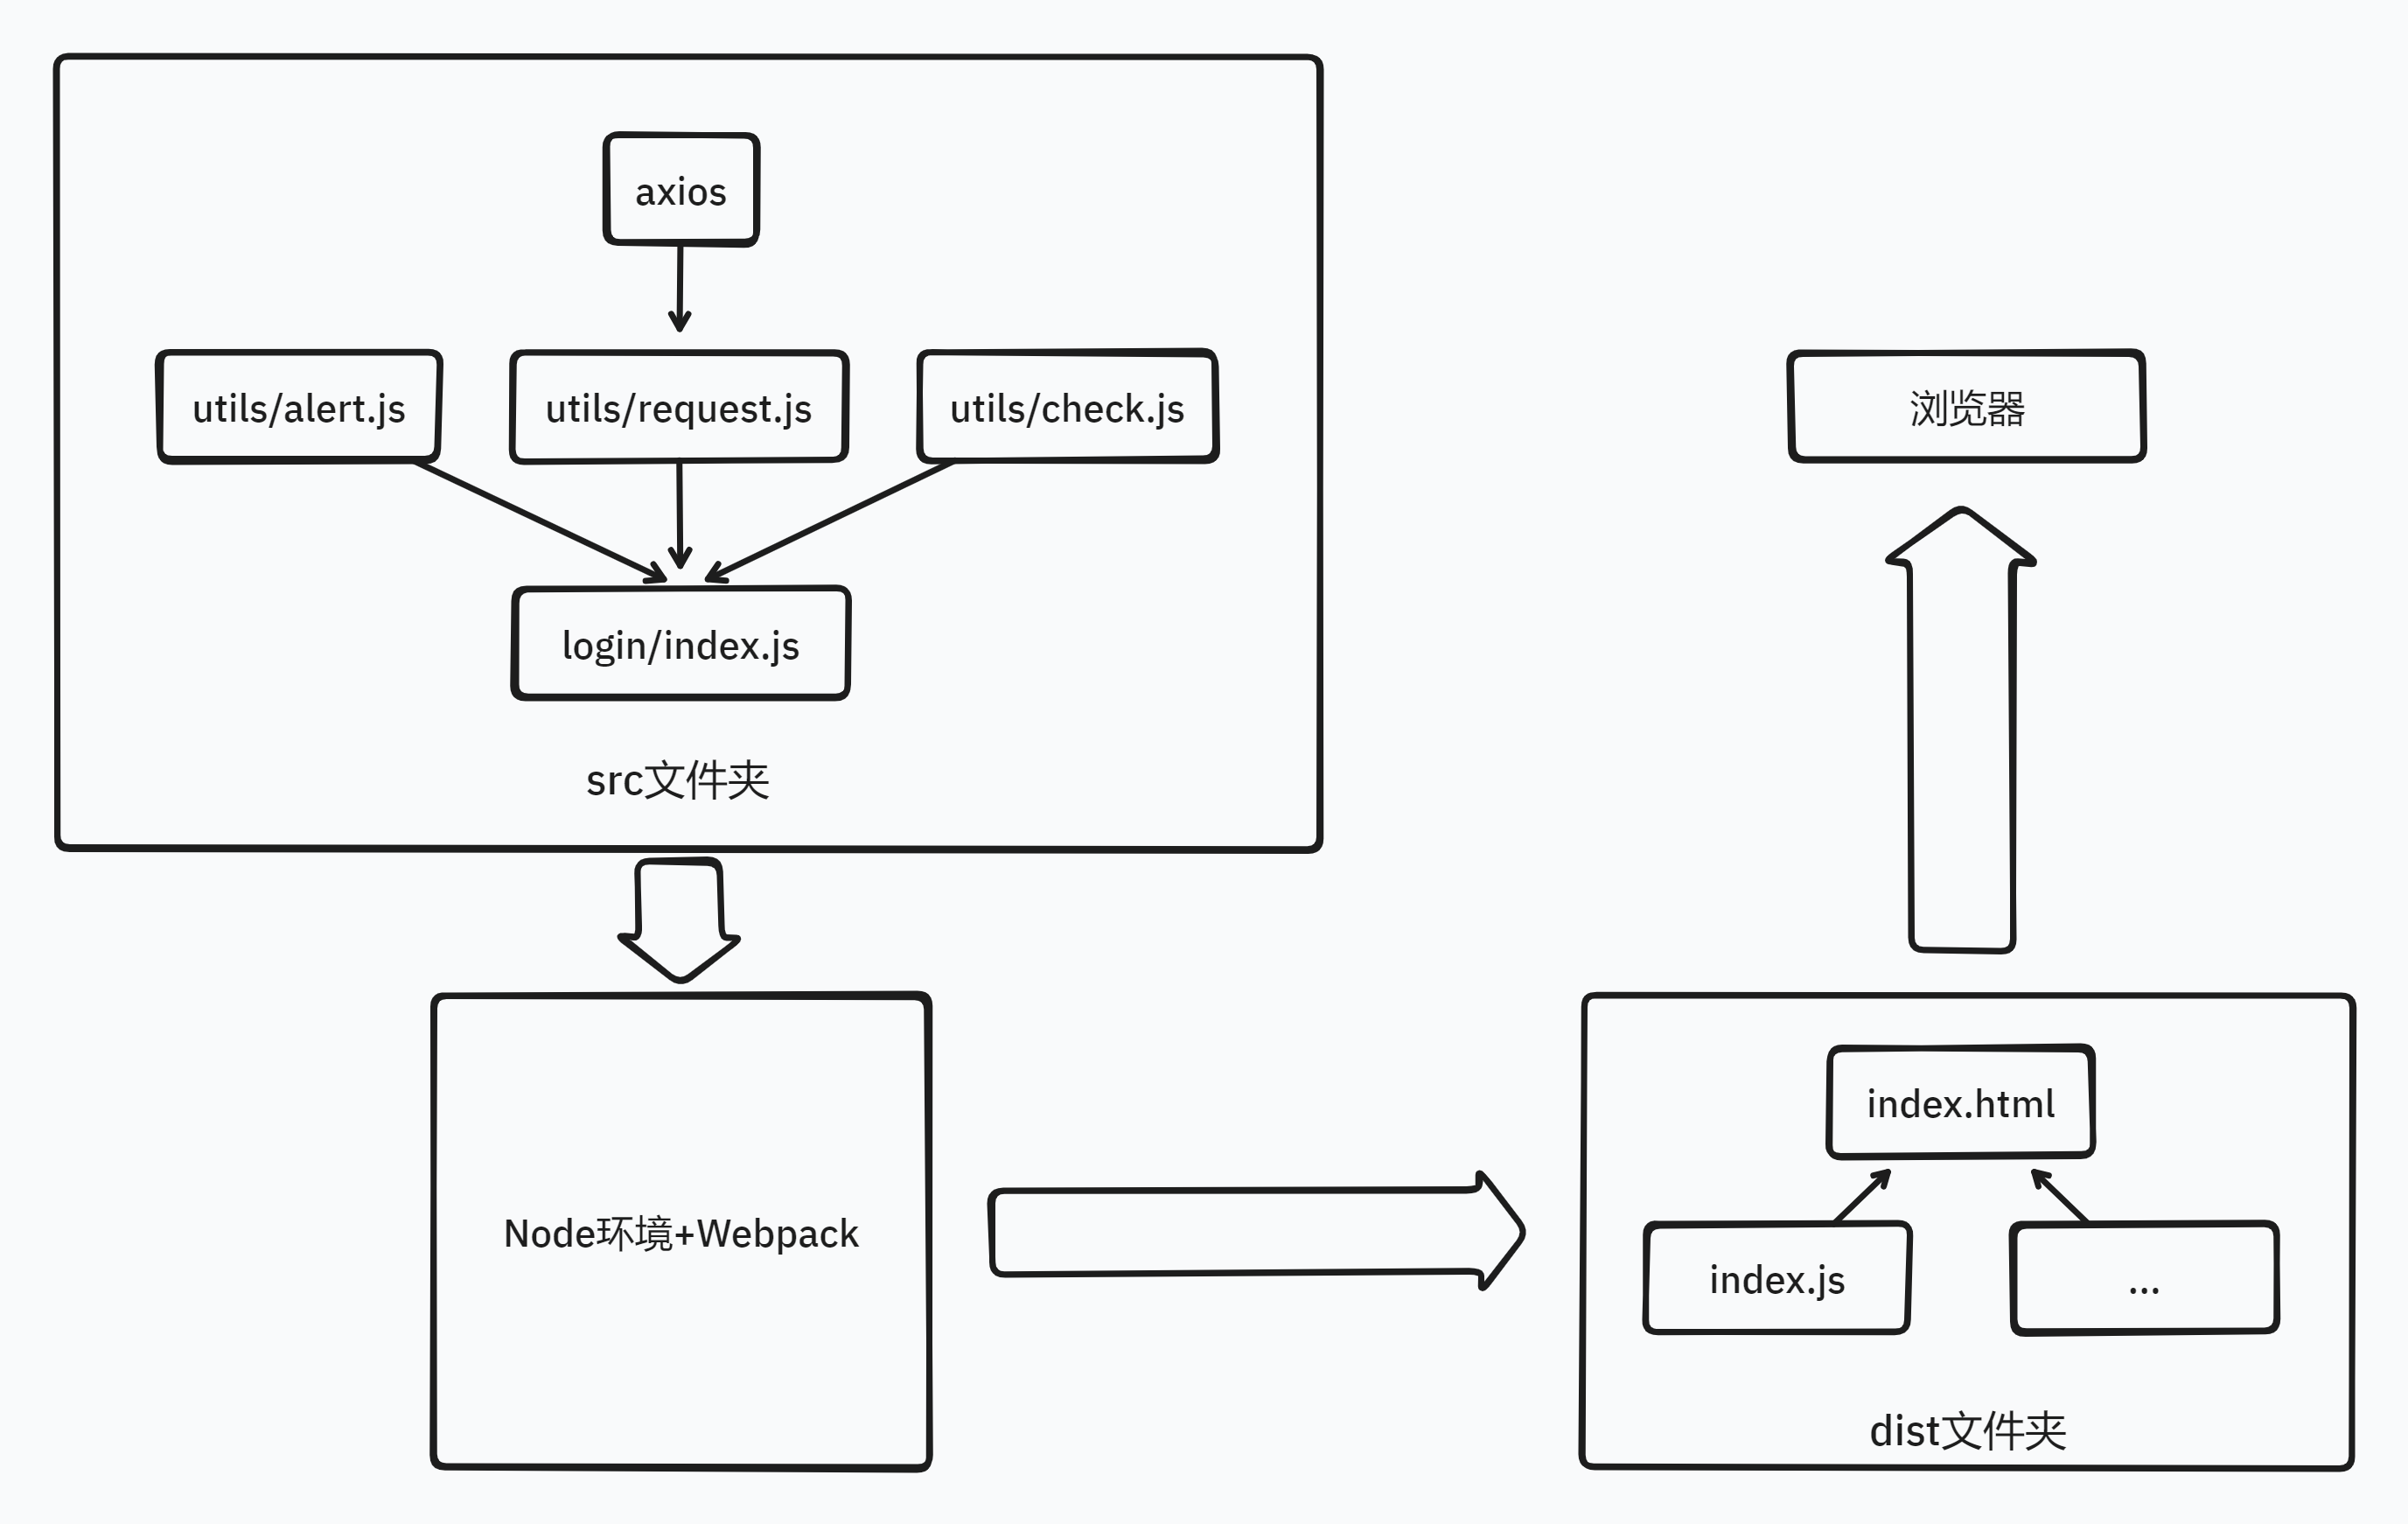 axios
utils/alert.js
utils/request.js
utils/check.js
login/index.js
src文件夹
Node环境+Webpack
浏览器
index.html
index.js
...
dist文件夹